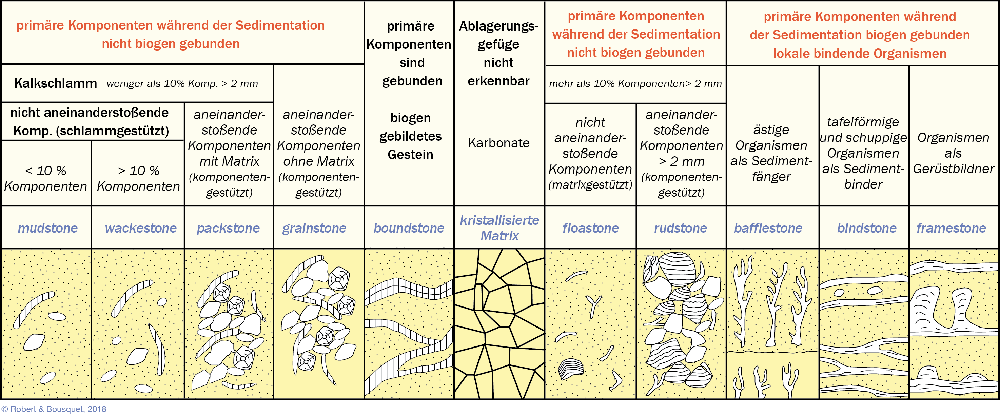 primäre Komponenten während der Sedimentation
nicht biogen gebunden
Kalkschlamm weniger als 10% Komp. > 2 mm
nicht aneinanderstoßende
Komp. (schlammgestützt)
< 10 %
Komponenten
> 10 %
Komponenten
aneinander-
stoßende
Komponenten
mit Matrix
(komponenten-
gestützt)
aneinander-
stoßende
Komponenten
ohne Matrix
(komponenten-
gestützt)
primäre
Komponenten
sind
gebunden
biogen
gebildetes
Gestein
Ablagerungs-
gefüge
nicht
erkennbar
Karbonate
primäre Komponenten
während der Sedimentation
nicht biogen gebunden
mehr als 10% Komponenten> 2 mm
nicht
aneinander-
stoßende
Komponenten
(matrixgestützt)
aneinander-
stoßende
Komponenten
> 2 mm
(komponenten-
gestützt)
primäre Komponenten während
der Sedimentation biogen gebunden
lokale bindende Organismen
ästige
Organismen
als Sediment-
fänger
tafelförmige
und schuppige
Organismen
als Sediment-
binder
Organismen
als
Gerüstbildner
mudstone
wackestone
packstone
grainstone
boundstone
kristallisierte
Matrix
floastone
rudstone
bafflestone
bindstone
framestone
© Robert & Bousquet, 2018